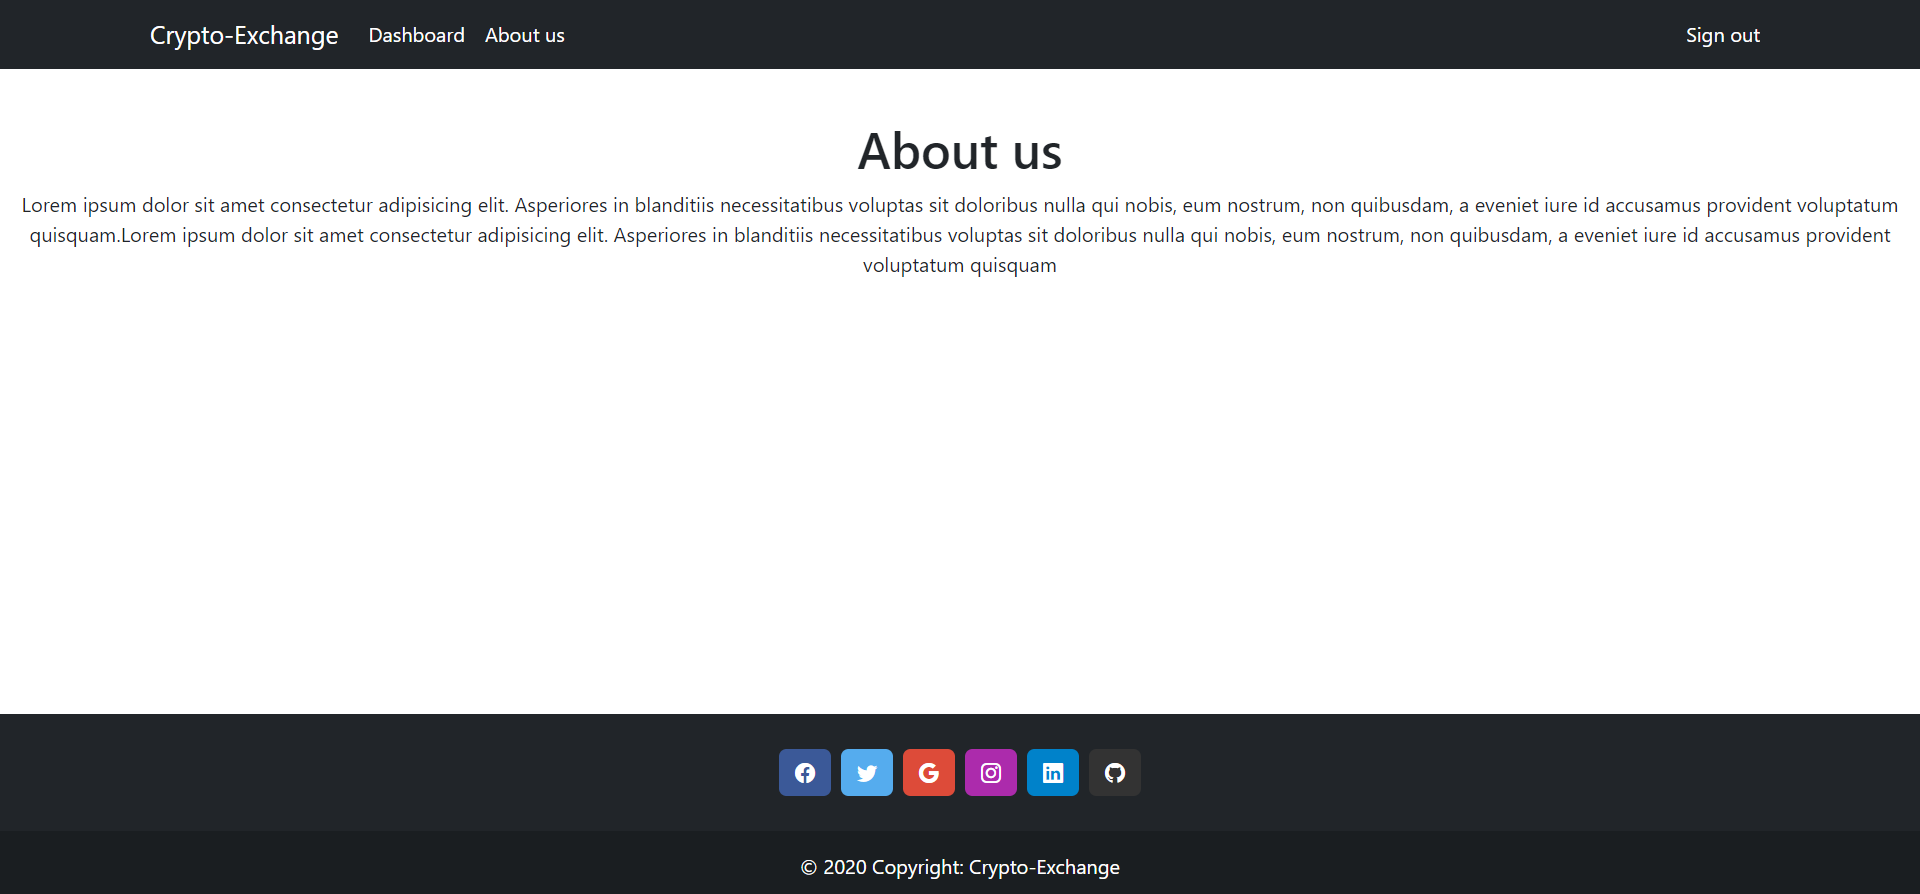 Crypto-Exchange Dashboard About us Sign out
About us
Lorem ipsum dolor sit amet consectetur adipisicing elit. Asperiores in blanditiis necessitatibus voluptas sit doloribus nulla qui nobis, eum nostrum, non quibusdam, a eveniet iure id accusamus provident voluptatum
quisquam.Lorem ipsum dolor sit amet consectetur adipisicing elit. Asperiores in blanditiis necessitatibus voluptas sit doloribus nulla qui nobis, eum nostrum, non quibusdam, a eveniet iure id accusamus provident
voluptatum quisquam
© 2020 Copyright: Crypto-Exchange